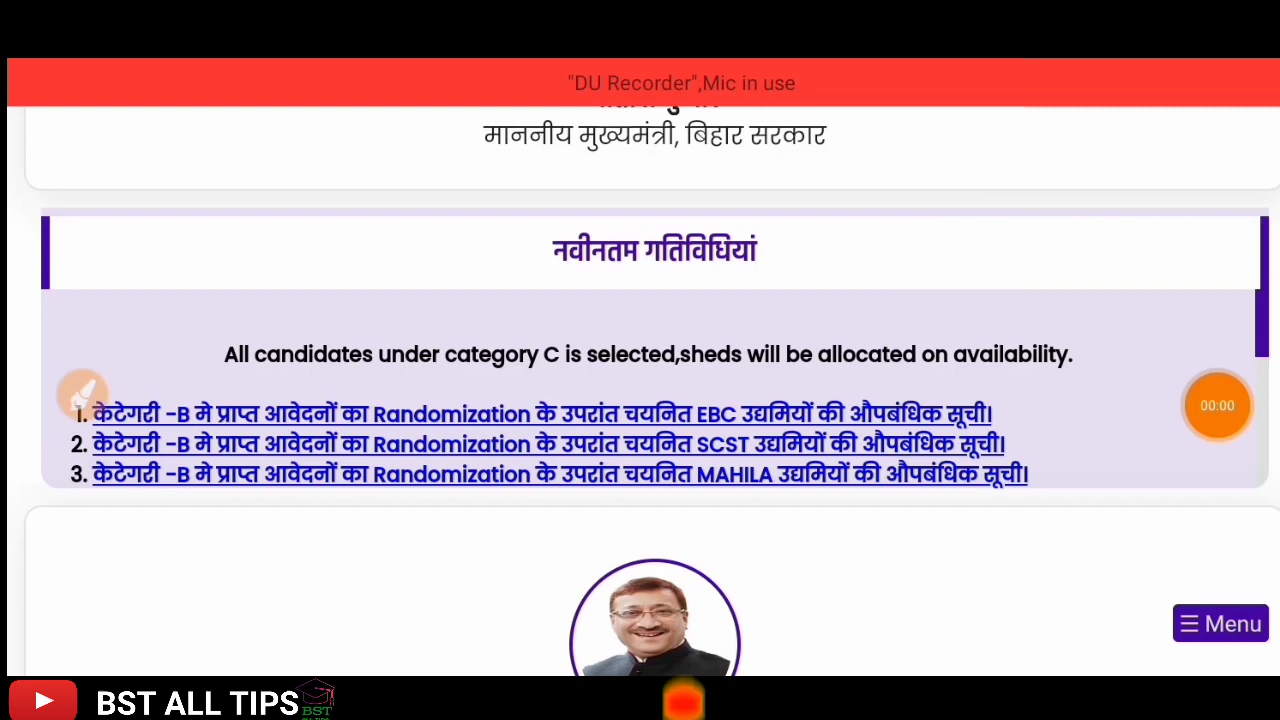 "DU Recorder",Mic in use
माननीय मुख्यमंत्री, बिहार सरकार
नवीनतम गतिविधियां
All candidates under category C is selected,sheds will be allocated on availability.
1. केटेगरी -B मे प्राप्त आवेदनों का Randomization के उपरांत चयनित EBC उद्यमियों की औपबंधिक सूची।
00:00
2. केटेगरी -B मे प्राप्त आवेदनों का Randomization के उपरांत चयनित SCST उद्यमियों की औपबंधिक सूची।
3. केटेगरी -B मे प्राप्त आवेदनों का Randomization के उपरांत चयनित MAHILA उद्यमियों की औपबंधिक सूची।
☰ Menu
BST ALL TIPS
BST